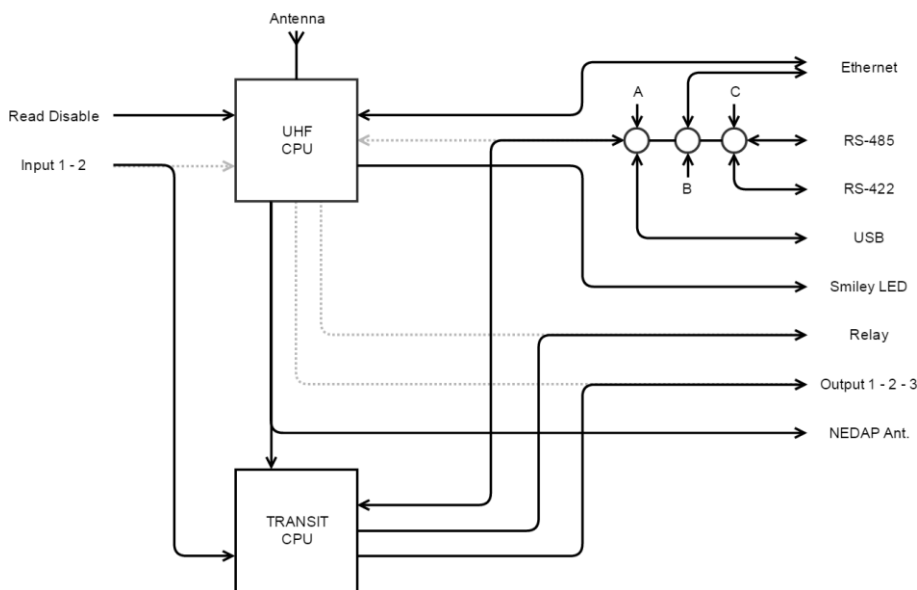 Antenna
Ethernet
A
C
Read Disable
UHF
CPU
RS-485
Input 1 - 2
B
RS-422
USB
Smiley LED
Relay
Output 1 - 2 - 3
NEDAP Ant.
TRANSIT
CPU